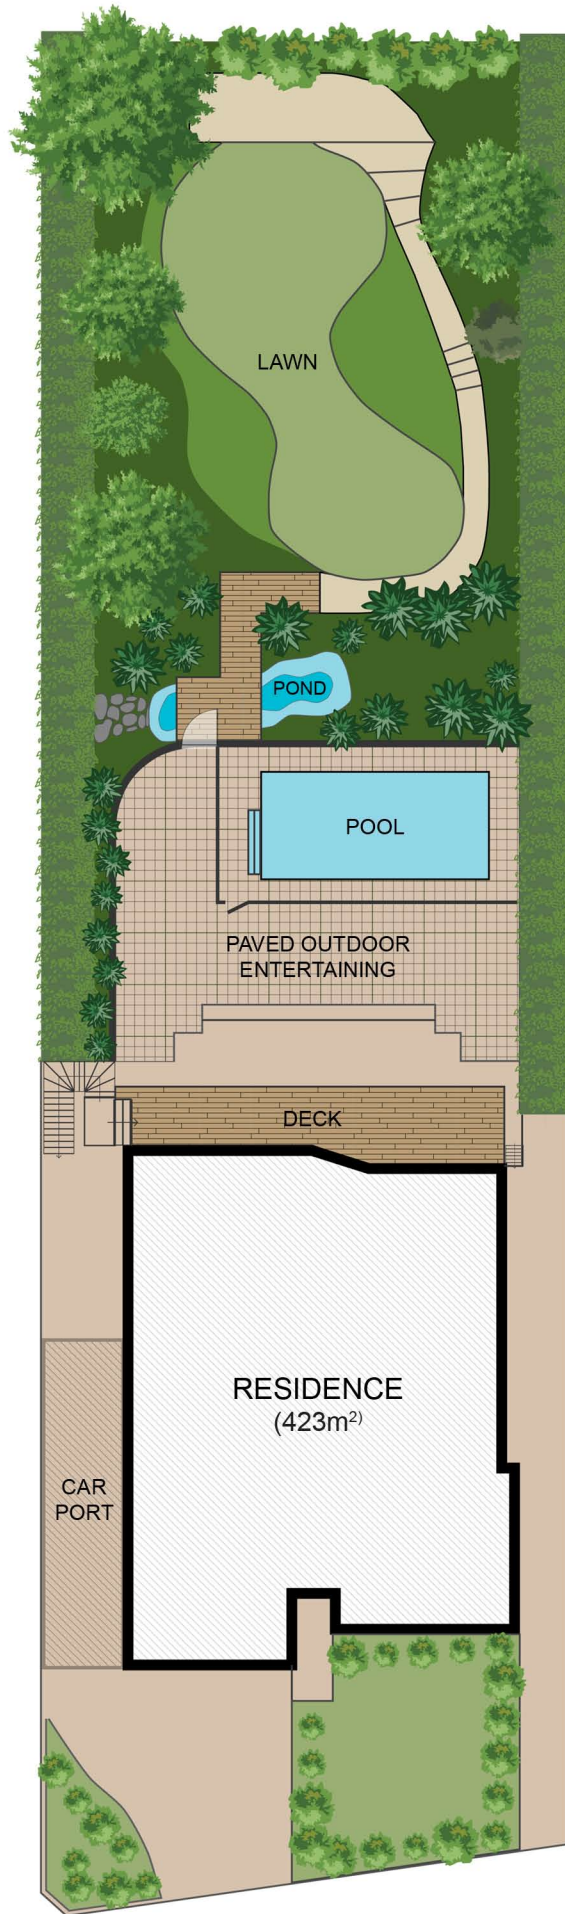 LAWN
POND
POOL
PAVED OUTDOOR
ENTERTAINING
DECK
RESIDENCE
(423m²⁾
CAR
PORT